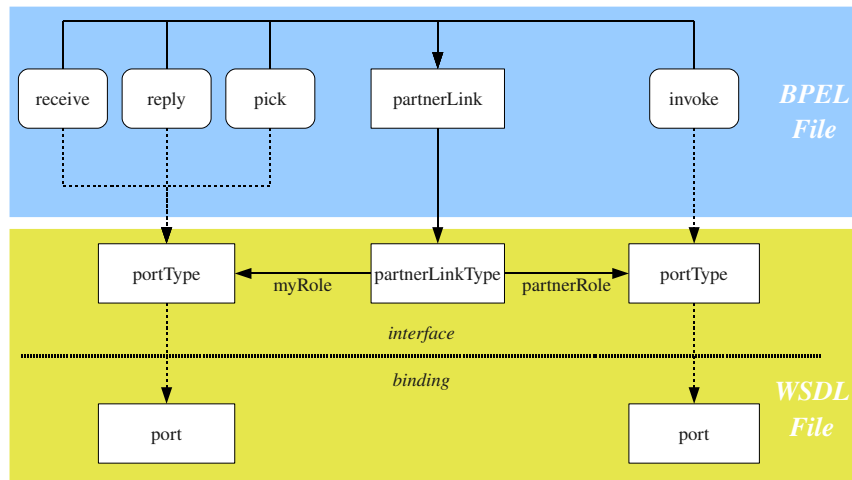 receive
reply
pick
partnerLink
invoke
BPEL
File
portType
myRole
partnerLinkType
partnerRole
portType
interface
binding
port
port
WSDL
File